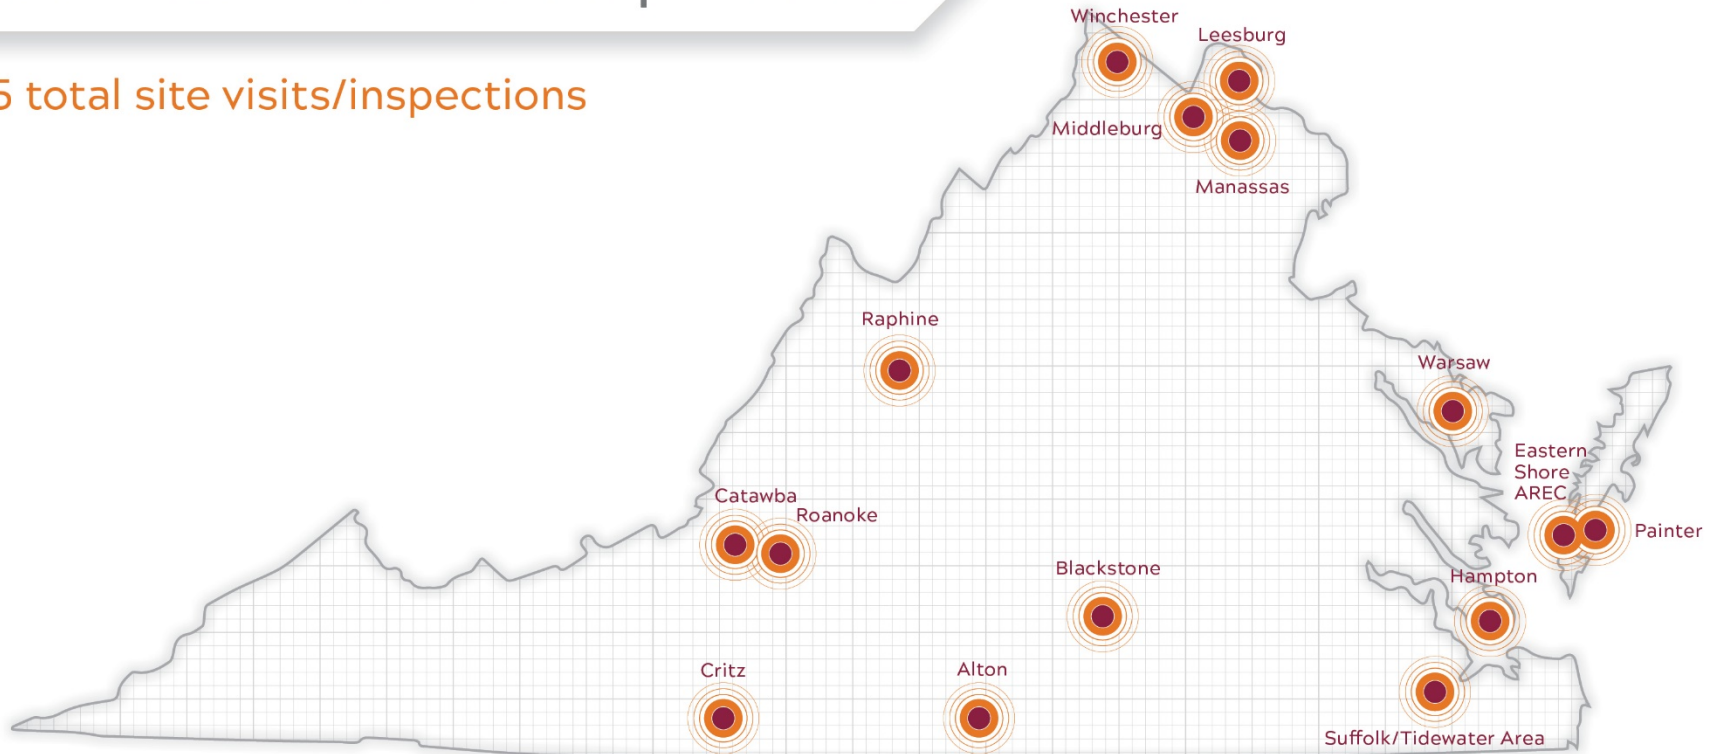 5 total site visits/inspections
Winchester
Leesburg
Middleburg
Manassas
Raphine
Warsaw
Eastern
Shore
AREC
Painter
Catawba
Roanoke
Blackstone
Hampton
Critz
Alton
Suffolk/Tidewater Area